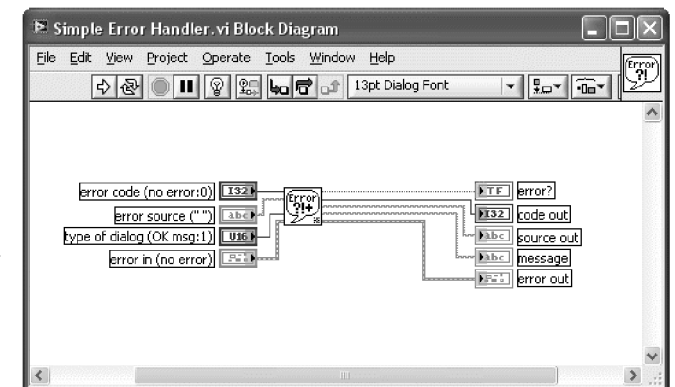 Simple Error Handler.vi Block Diagram
File Edit View Project Operate Tools Window Help
Error ?!
13pt Dialog Font
error code (no error:0) I32
error source (" ") abc
type of dialog (OK msg:1) U16
error in (no error)
Error ?!+
TF error?
I32 code out
abc source out
abc message
error out